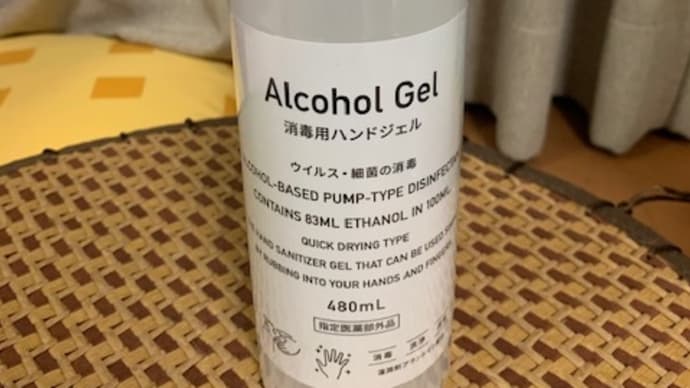 Alcohol Gel
消毒用ハンドジェル
ウイルス・細菌の消毒
ALCOHOL-BASED PUMP-TYPE DISINFECTANT
CONTAINS 83ML ETHANOL IN 100ML
QUICK DRYING TYPE
HAND SANITIZER GEL THAT CAN BE USED
BY RUBBING INTO YOUR HANDS AND FINGERS
480mL
指定医薬部外品
消毒 洗浄